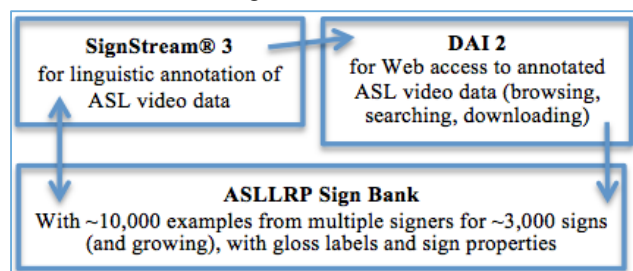 SignStream® 3
for linguistic annotation of
ASL video data
DAI 2
for Web access to annotated
ASL video data (browsing,
searching, downloading)
ASLLRP Sign Bank
With ~10,000 examples from multiple signers for ~3,000 signs
(and growing), with gloss labels and sign properties